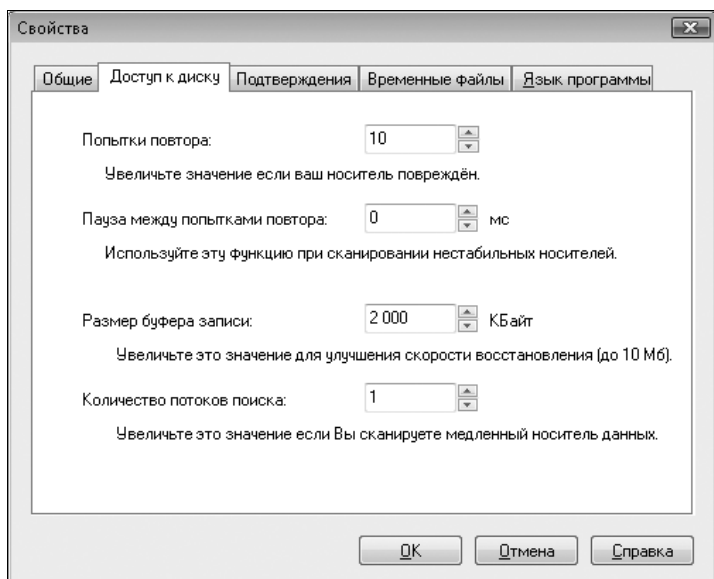 Свойства
Общие Доступ к диску Подтверждения Временные файлы Язык программы
Попытки повтора: 10
Увеличьте значение если ваш носитель повреждён.
Пауза между попытками повтора: 0 мс
Используйте эту функцию при сканировании нестабильных носителей.
Размер буфера записи: 2 000 КБайт
Увеличьте это значение для улучшения скорости восстановления (до 10 Мб).
Количество потоков поиска: 1
Увеличьте это значение если Вы сканируете медленный носитель данных.
OK Отмена Справка